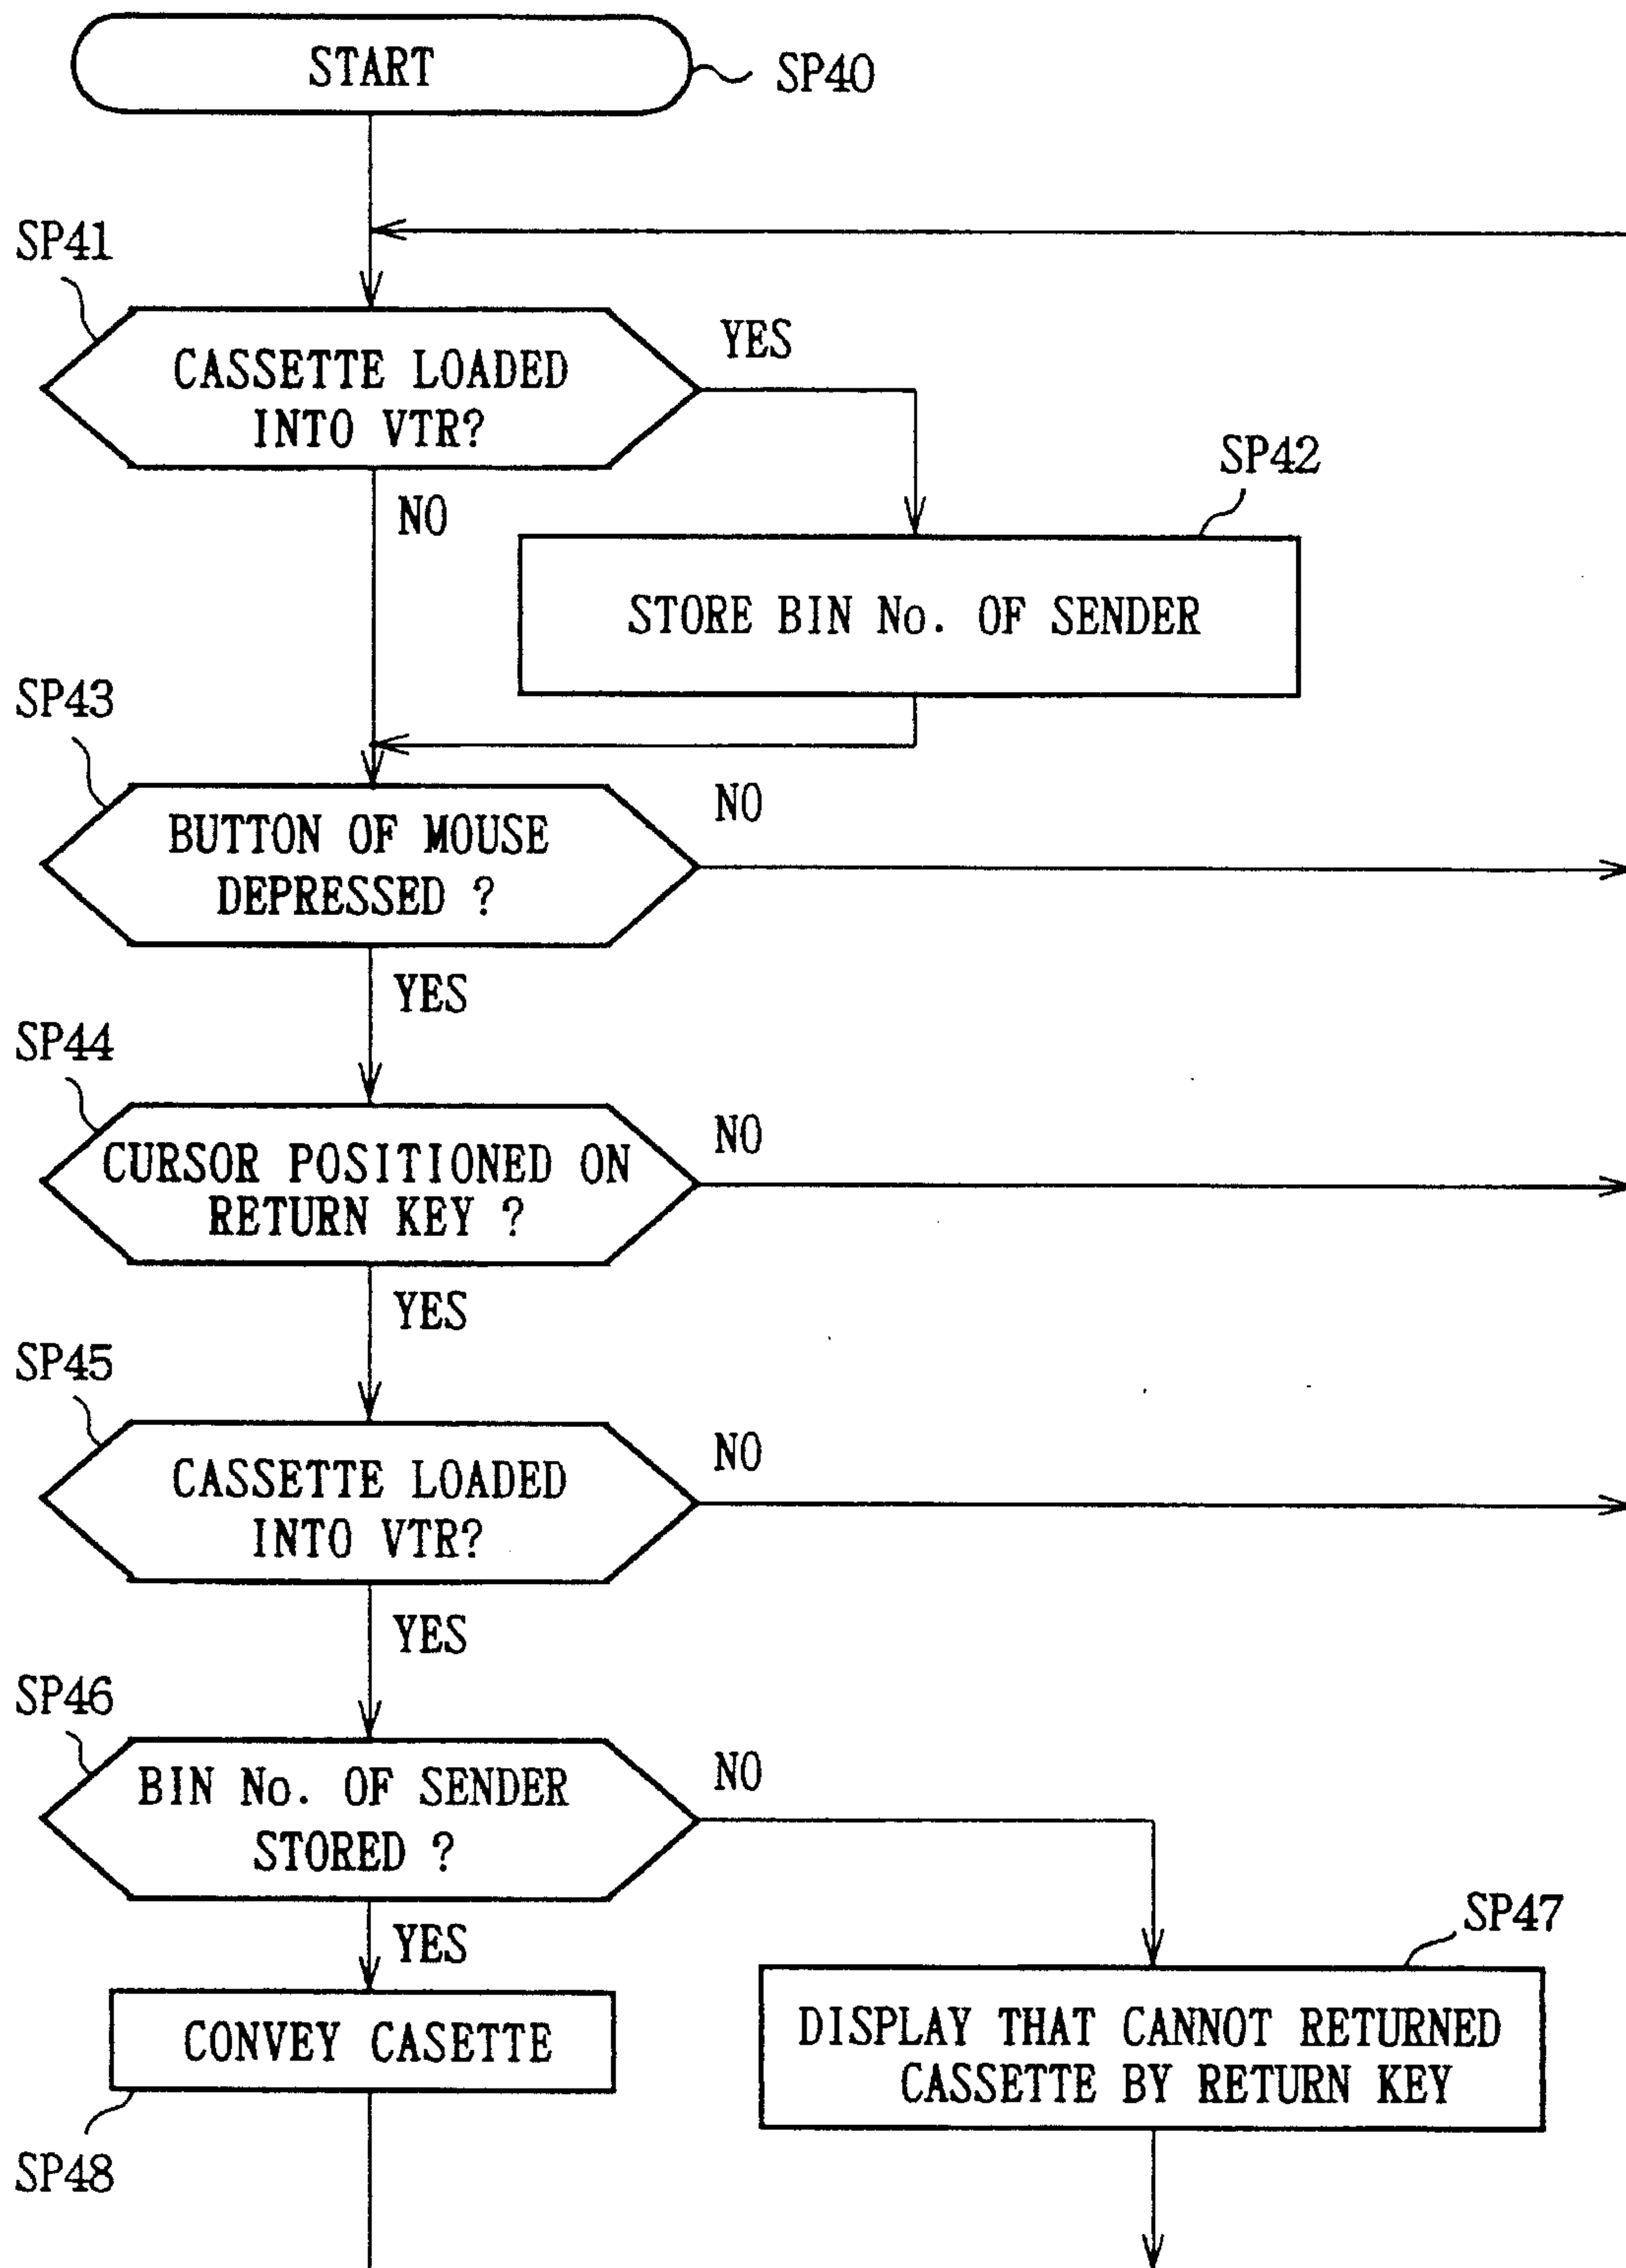 START
SP40
SP41
CASSETTE LOADED
INTO VTR?
YES
NO
SP42
STORE BIN No. OF SENDER
SP43
BUTTON OF MOUSE
DEPRESSED ?
NO
YES
SP44
CURSOR POSITIONED ON
RETURN KEY ?
NO
YES
SP45
CASSETTE LOADED
INTO VTR?
NO
YES
SP46
BIN No. OF SENDER
STORED ?
NO
YES
SP47
DISPLAY THAT CANNOT RETURNED
CASSETTE BY RETURN KEY
CONVEY CASETTE
SP48